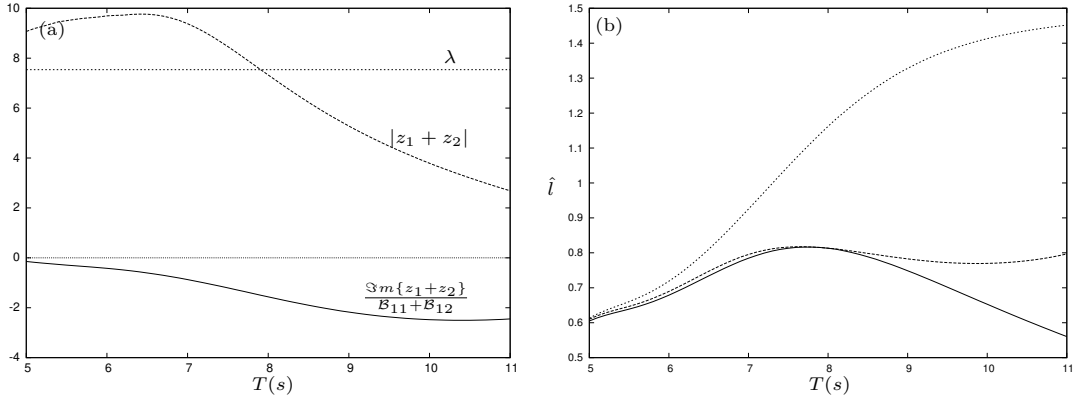 10
(a)
8
λ
6
|z₁ + z₂|
4
2
0
ℑm{z₁+z₂}
ℬ₁₁+ℬ₁₂
-2
-4
5 6 7 8 9 10 11
T(s)
1.5
(b)
1.4
1.3
1.2
1.1
1
l̂
0.9
0.8
0.7
0.6
0.5
5 6 7 8 9 10 11
T(s)